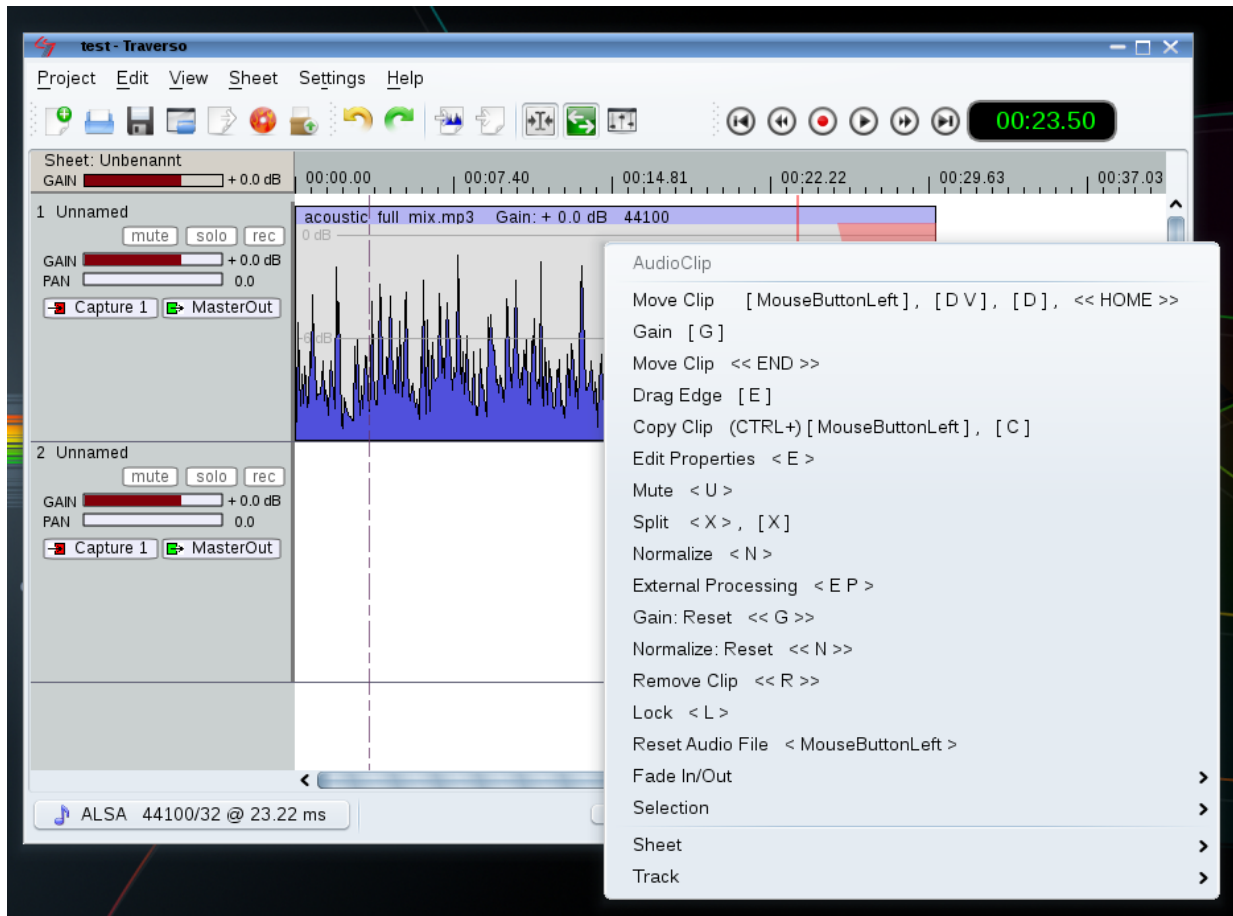 test - Traverso
Project Edit View Sheet Settings Help
00:23.50
Sheet: Unbenannt
GAIN + 0.0 dB
00:00.00 00:07.40 00:14.81 00:22.22 00:29.63 00:37.03
1 Unnamed
mute solo rec
GAIN + 0.0 dB
PAN 0.0
Capture 1 MasterOut
acoustic_full_mix.mp3 Gain: + 0.0 dB 44100
0 dB
-6 dB
2 Unnamed
mute solo rec
GAIN + 0.0 dB
PAN 0.0
Capture 1 MasterOut
ALSA 44100/32 @ 23.22 ms
AudioClip
Move Clip [ MouseButtonLeft ] , [ D V ] , [ D ] , << HOME >>
Gain [ G ]
Move Clip << END >>
Drag Edge [ E ]
Copy Clip (CTRL+) [ MouseButtonLeft ] , [ C ]
Edit Properties < E >
Mute < U >
Split < X > , [ X ]
Normalize < N >
External Processing < E P >
Gain: Reset << G >>
Normalize: Reset << N >>
Remove Clip << R >>
Lock < L >
Reset Audio File < MouseButtonLeft >
Fade In/Out
Selection
Sheet
Track